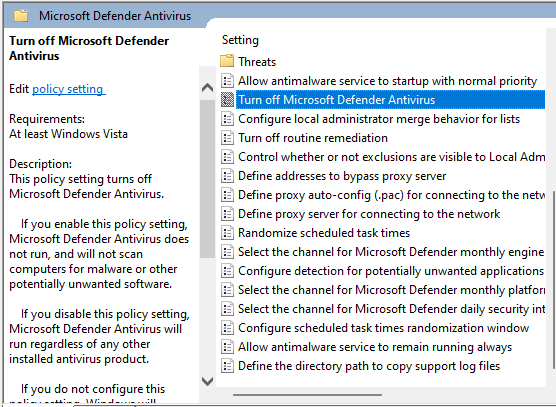 Microsoft Defender Antivirus
Turn off Microsoft Defender
Antivirus
Edit policy setting
Requirements:
At least Windows Vista
Description:
This policy setting turns off
Microsoft Defender Antivirus.
If you enable this policy setting,
Microsoft Defender Antivirus does
not run, and will not scan
computers for malware or other
potentially unwanted software.
If you disable this policy setting,
Microsoft Defender Antivirus will
run regardless of any other
installed antivirus product.
If you do not configure this
policy setting, Windows will
Setting
Threats
Allow antimalware service to startup with normal priority
Turn off Microsoft Defender Antivirus
Configure local administrator merge behavior for lists
Turn off routine remediation
Control whether or not exclusions are visible to Local Adm
Define addresses to bypass proxy server
Define proxy auto-config (.pac) for connecting to the netw
Define proxy server for connecting to the network
Randomize scheduled task times
Select the channel for Microsoft Defender monthly engine
Configure detection for potentially unwanted applications
Select the channel for Microsoft Defender monthly platforn
Select the channel for Microsoft Defender daily security int
Configure scheduled task times randomization window
Allow antimalware service to remain running always
Define the directory path to copy support log files